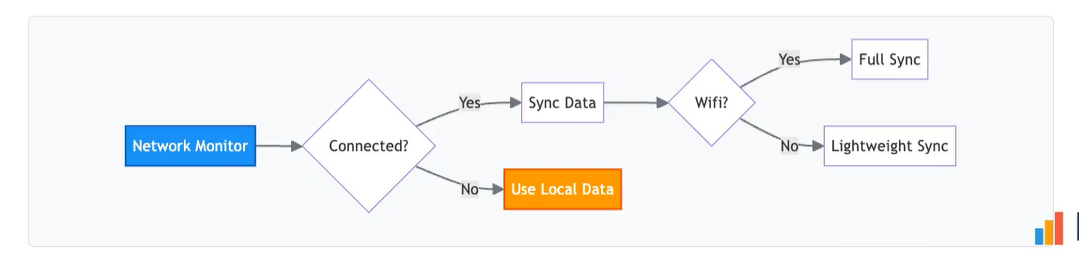 Network Monitor
Connected?
Yes
Sync Data
Wifi?
Yes
Full Sync
No
Lightweight Sync
No
Use Local Data